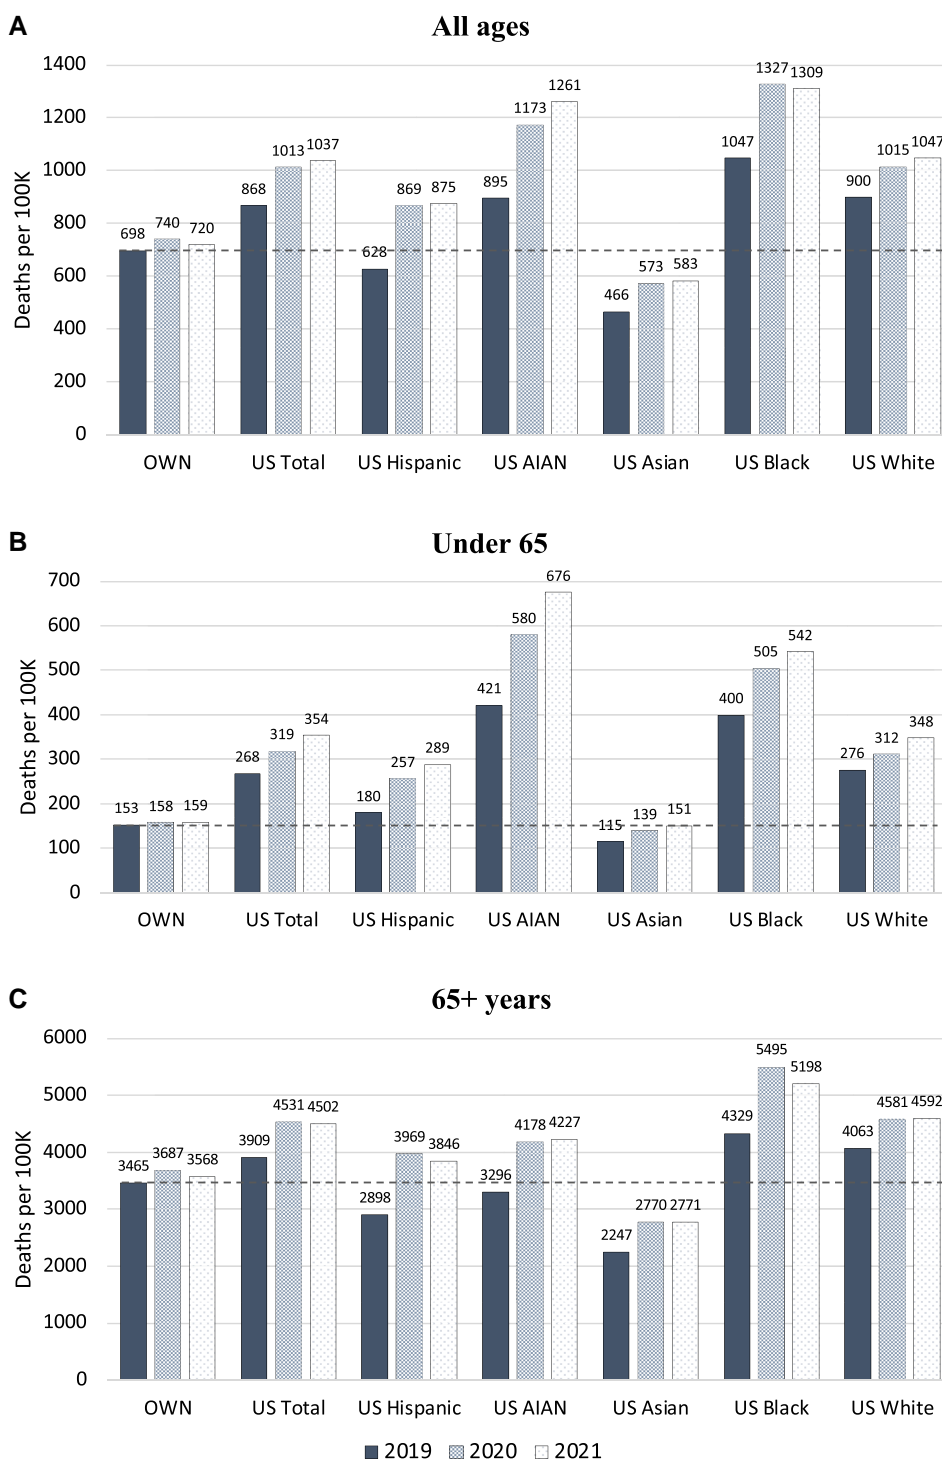 A
All ages
Deaths per 100K
1400
1200
1000
800
600
400
200
0
698 740 720
868 1013 1037
628 869 875
895 1173 1261
466 573 583
1047 1327 1309
900 1015 1047
OWN US Total US Hispanic US AIAN US Asian US Black US White
B
Under 65
Deaths per 100K
700
600
500
400
300
200
100
0
153 158 159
268 319 354
180 257 289
421 580 676
115 139 151
400 505 542
276 312 348
OWN US Total US Hispanic US AIAN US Asian US Black US White
C
65+ years
Deaths per 100K
6000
5000
4000
3000
2000
1000
0
3465 3687 3568
3909 4531 4502
2898 3969 3846
3296 4178 4227
2247 2770 2771
4329 5495 5198
4063 4581 4592
OWN US Total US Hispanic US AIAN US Asian US Black US White
2019 2020 2021